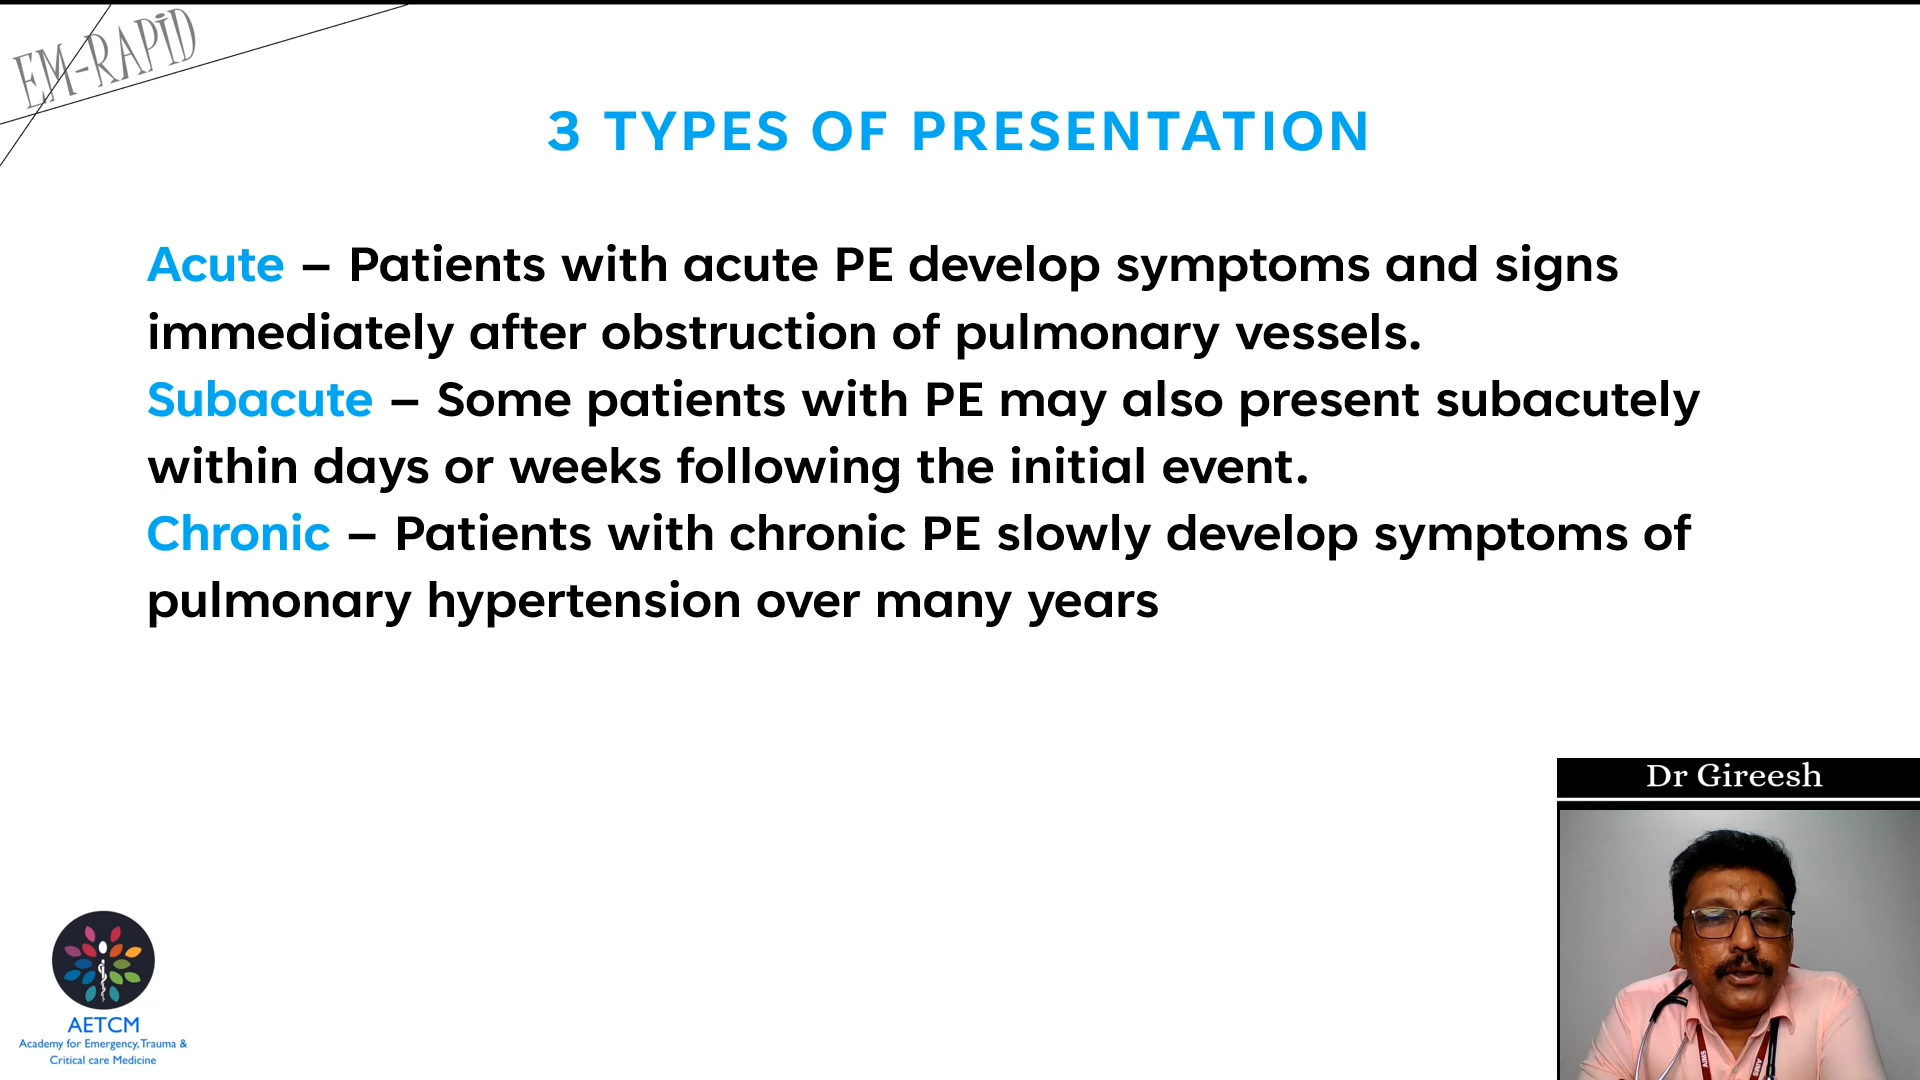 EM-RAPID
3 TYPES OF PRESENTATION
Acute – Patients with acute PE develop symptoms and signs
immediately after obstruction of pulmonary vessels.
Subacute – Some patients with PE may also present subacutely
within days or weeks following the initial event.
Chronic – Patients with chronic PE slowly develop symptoms of
pulmonary hypertension over many years
Dr Gireesh
AIMS
AIMS
AETCM
Academy for Emergency, Trauma &
Critical care Medicine